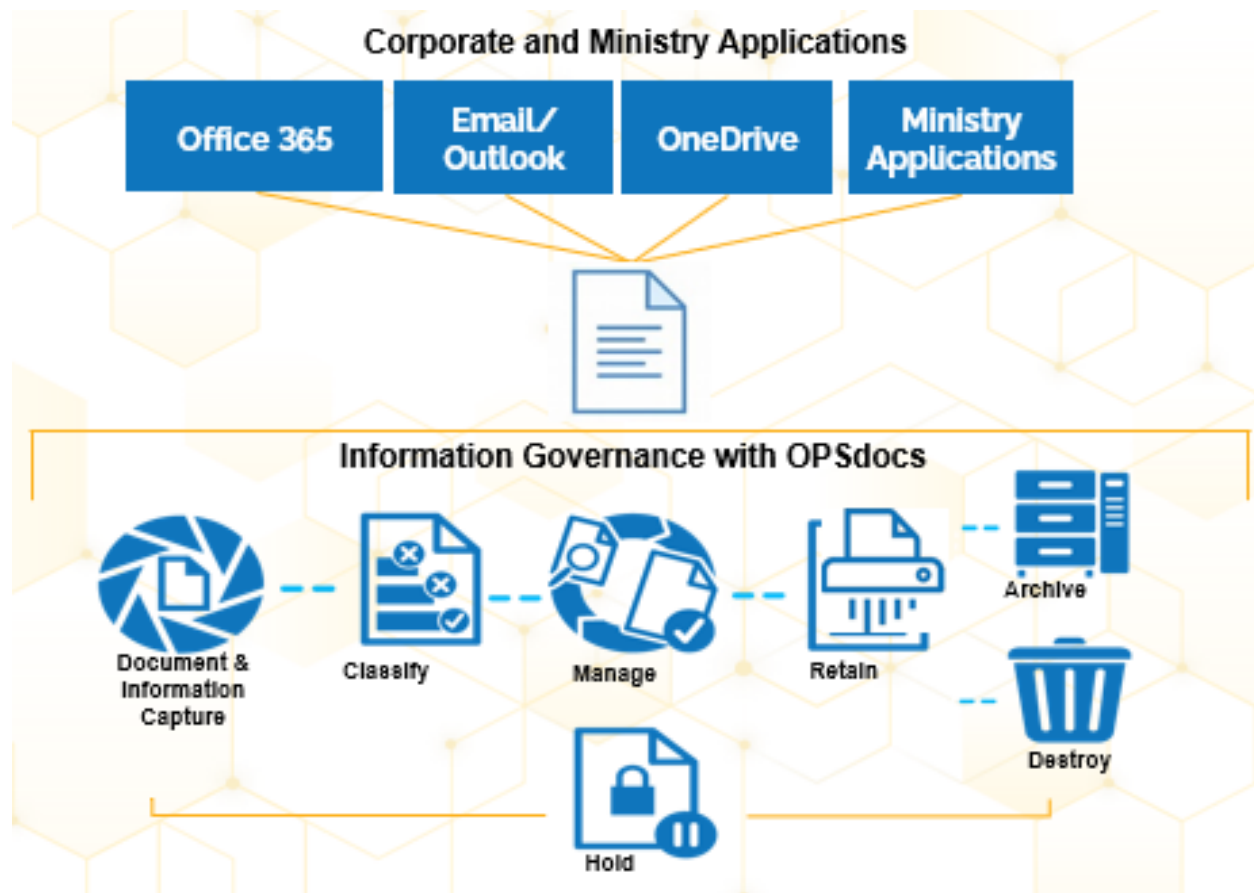 Corporate and Ministry Applications
Office 365
Email/
Outlook
OneDrive
Ministry
Applications
Information Governance with OPSdocs
Document &
Information
Capture
Classify
Manage
Retain
Archive
Destroy
Hold